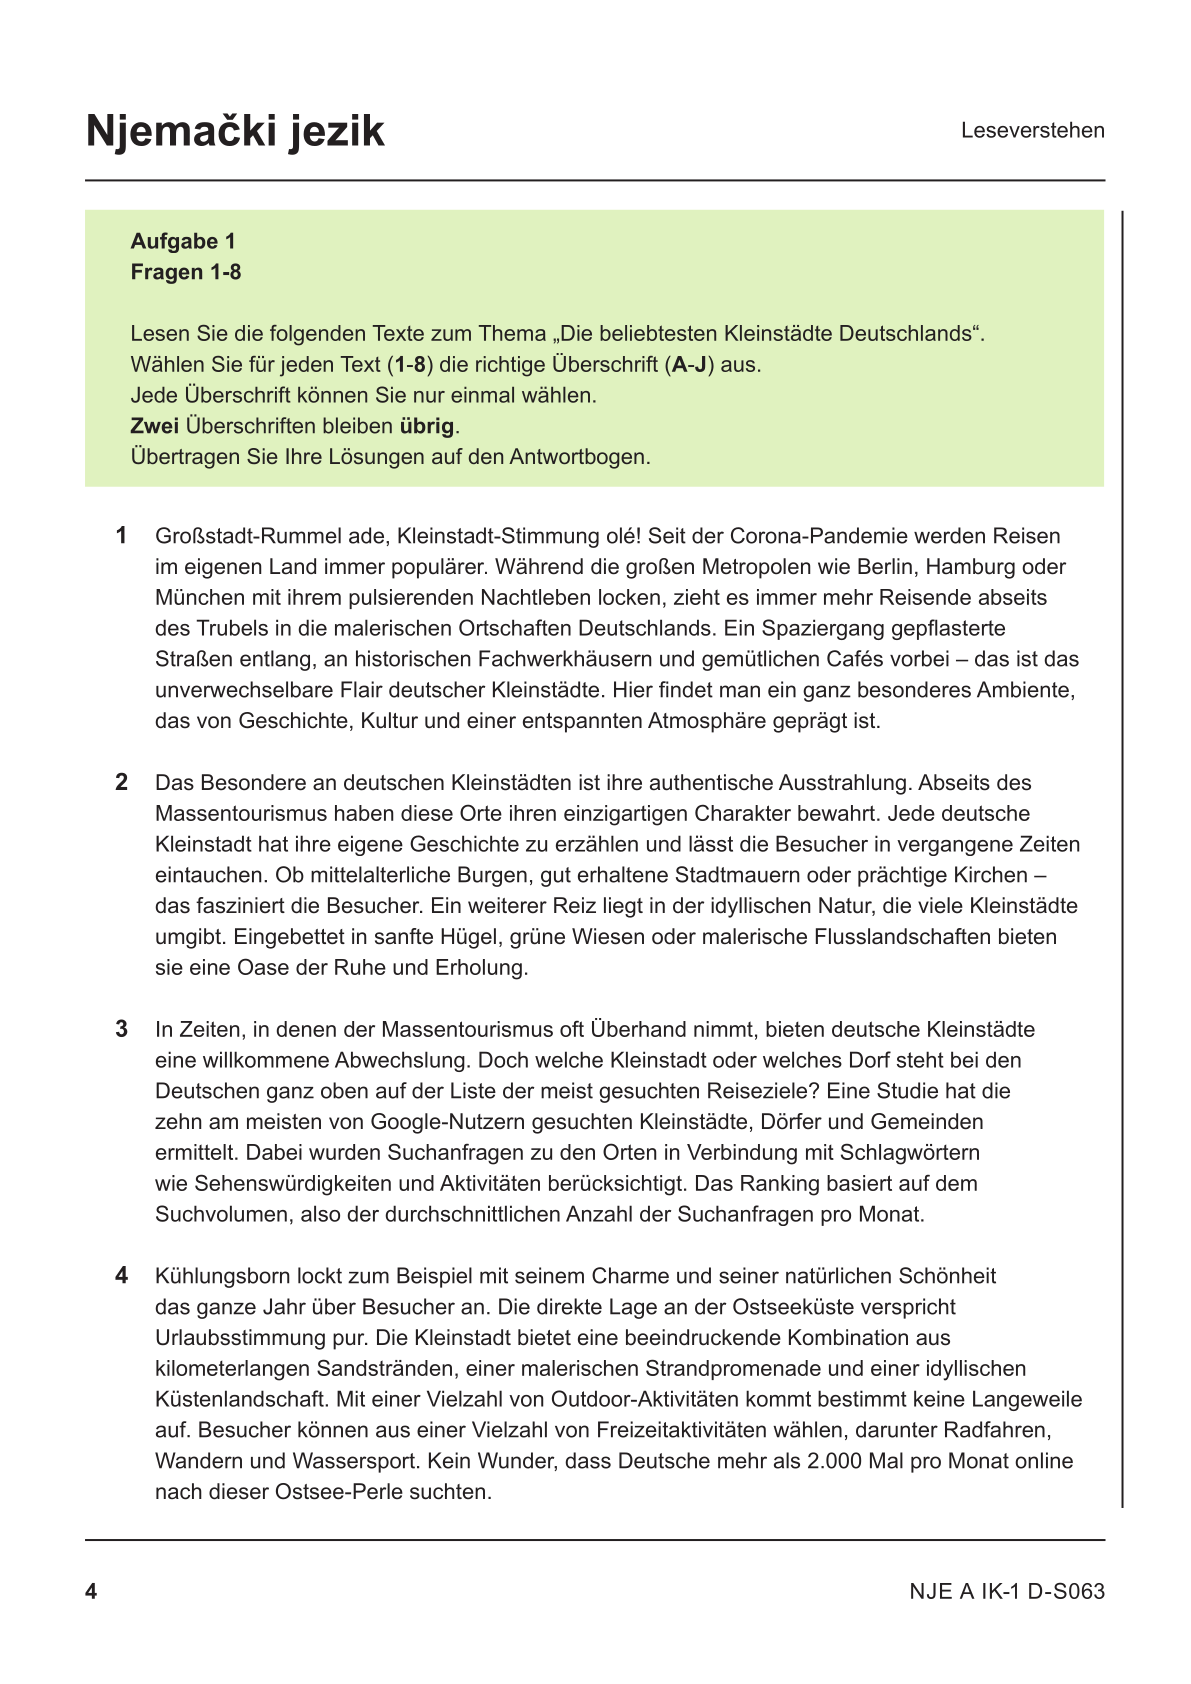 Njemački jezik
Leseverstehen
Aufgabe 1
Fragen 1-8
Lesen Sie die folgenden Texte zum Thema „Die beliebtesten Kleinstädte Deutschlands“.
Wählen Sie für jeden Text (1-8) die richtige Überschrift (A-J) aus.
Jede Überschrift können Sie nur einmal wählen.
Zwei Überschriften bleiben übrig.
Übertragen Sie Ihre Lösungen auf den Antwortbogen.
1 Großstadt-Rummel ade, Kleinstadt-Stimmung olé! Seit der Corona-Pandemie werden Reisen
im eigenen Land immer populärer. Während die großen Metropolen wie Berlin, Hamburg oder
München mit ihrem pulsierenden Nachtleben locken, zieht es immer mehr Reisende abseits
des Trubels in die malerischen Ortschaften Deutschlands. Ein Spaziergang gepflasterte
Straßen entlang, an historischen Fachwerkhäusern und gemütlichen Cafés vorbei – das ist das
unverwechselbare Flair deutscher Kleinstädte. Hier findet man ein ganz besonderes Ambiente,
das von Geschichte, Kultur und einer entspannten Atmosphäre geprägt ist.
2 Das Besondere an deutschen Kleinstädten ist ihre authentische Ausstrahlung. Abseits des
Massentourismus haben diese Orte ihren einzigartigen Charakter bewahrt. Jede deutsche
Kleinstadt hat ihre eigene Geschichte zu erzählen und lässt die Besucher in vergangene Zeiten
eintauchen. Ob mittelalterliche Burgen, gut erhaltene Stadtmauern oder prächtige Kirchen –
das fasziniert die Besucher. Ein weiterer Reiz liegt in der idyllischen Natur, die viele Kleinstädte
umgibt. Eingebettet in sanfte Hügel, grüne Wiesen oder malerische Flusslandschaften bieten
sie eine Oase der Ruhe und Erholung.
3 In Zeiten, in denen der Massentourismus oft Überhand nimmt, bieten deutsche Kleinstädte
eine willkommene Abwechslung. Doch welche Kleinstadt oder welches Dorf steht bei den
Deutschen ganz oben auf der Liste der meist gesuchten Reiseziele? Eine Studie hat die
zehn am meisten von Google-Nutzern gesuchten Kleinstädte, Dörfer und Gemeinden
ermittelt. Dabei wurden Suchanfragen zu den Orten in Verbindung mit Schlagwörtern
wie Sehenswürdigkeiten und Aktivitäten berücksichtigt. Das Ranking basiert auf dem
Suchvolumen, also der durchschnittlichen Anzahl der Suchanfragen pro Monat.
4 Kühlungsborn lockt zum Beispiel mit seinem Charme und seiner natürlichen Schönheit
das ganze Jahr über Besucher an. Die direkte Lage an der Ostseeküste verspricht
Urlaubsstimmung pur. Die Kleinstadt bietet eine beeindruckende Kombination aus
kilometerlangen Sandstränden, einer malerischen Strandpromenade und einer idyllischen
Küstenlandschaft. Mit einer Vielzahl von Outdoor-Aktivitäten kommt bestimmt keine Langeweile
auf. Besucher können aus einer Vielzahl von Freizeitaktivitäten wählen, darunter Radfahren,
Wandern und Wassersport. Kein Wunder, dass Deutsche mehr als 2.000 Mal pro Monat online
nach dieser Ostsee-Perle suchten.
4
NJE A IK-1 D-S063